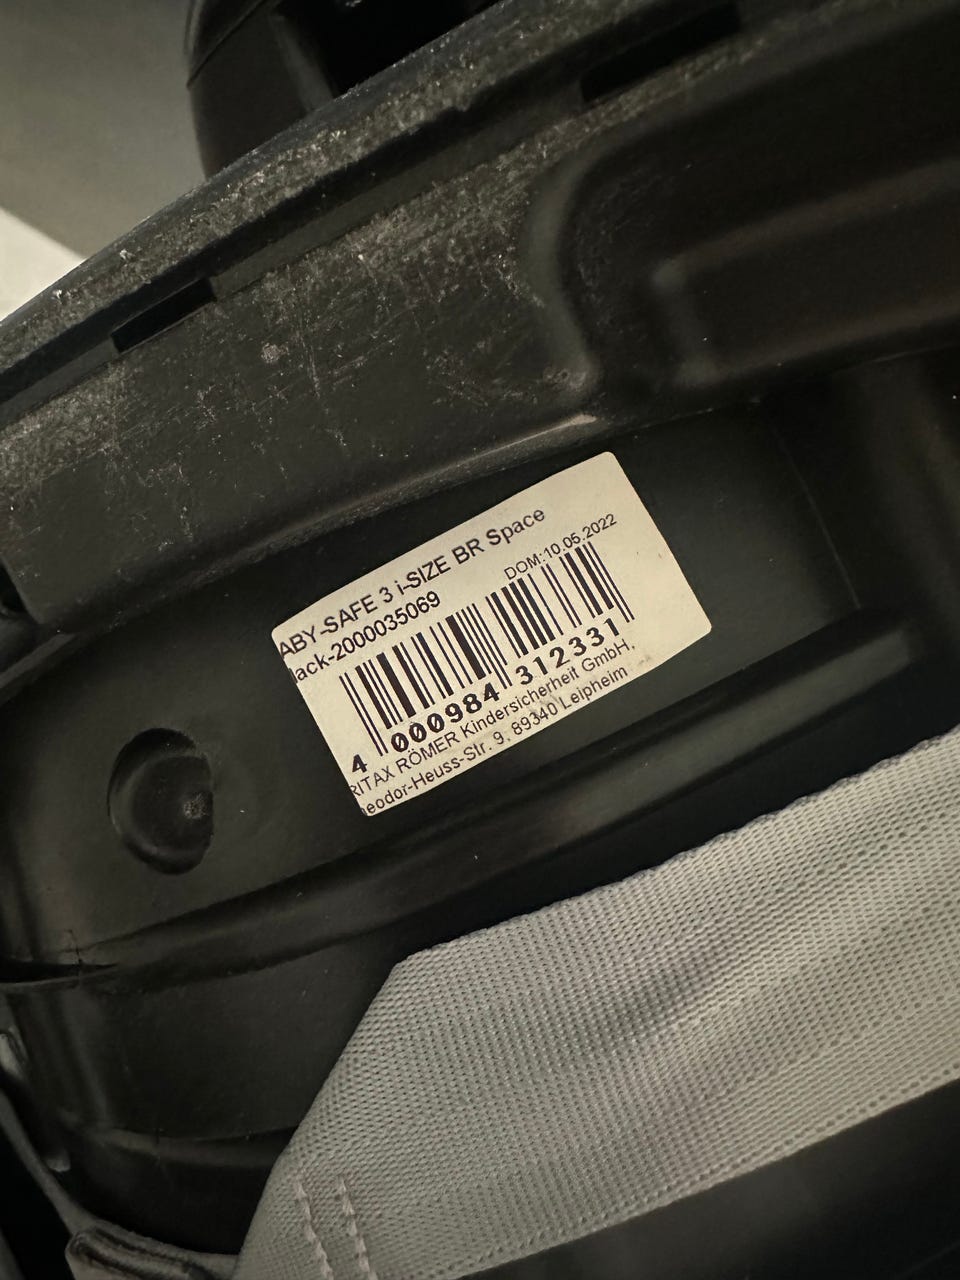 ABY-SAFE 3 i-SIZE BR Space
lack-2000035069
DOM:10.05.2022
4 000984 312331
RITAX RÖMER Kindersicherheit GmbH,
eodor-Heuss-Str. 9, 89340 Leipheim